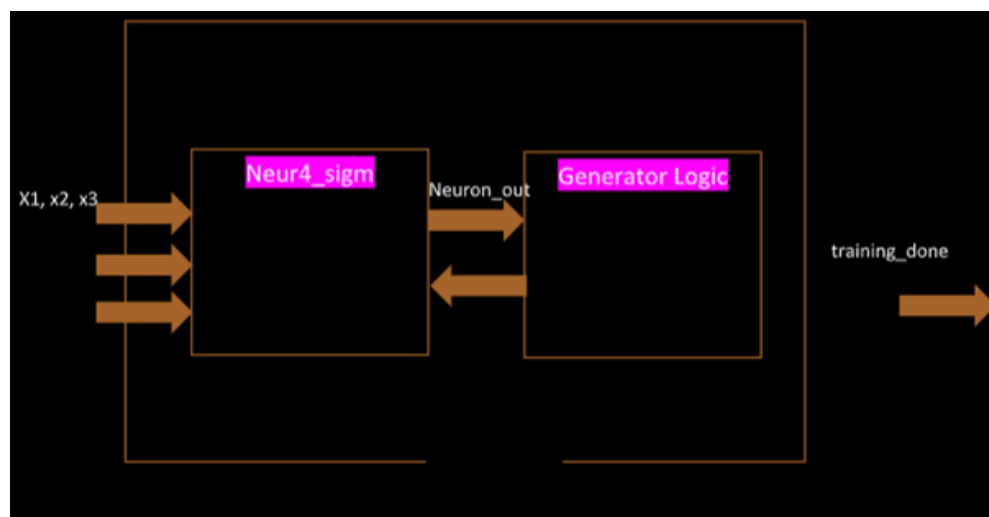 Neur4_sigm
Generator Logic
X1, x2, x3
Neuron_out
training_done